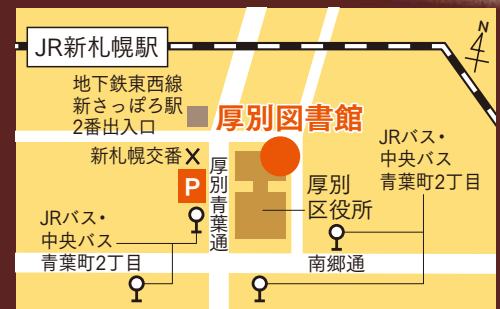 JR新札幌駅
N
地下鉄東西線
新さっぽろ駅
2番出入口
厚別図書館
新札幌交番
P
厚別青葉通
厚別
区役所
JRバス・
中央バス
青葉町2丁目
JRバス・
中央バス
青葉町2丁目
南郷通